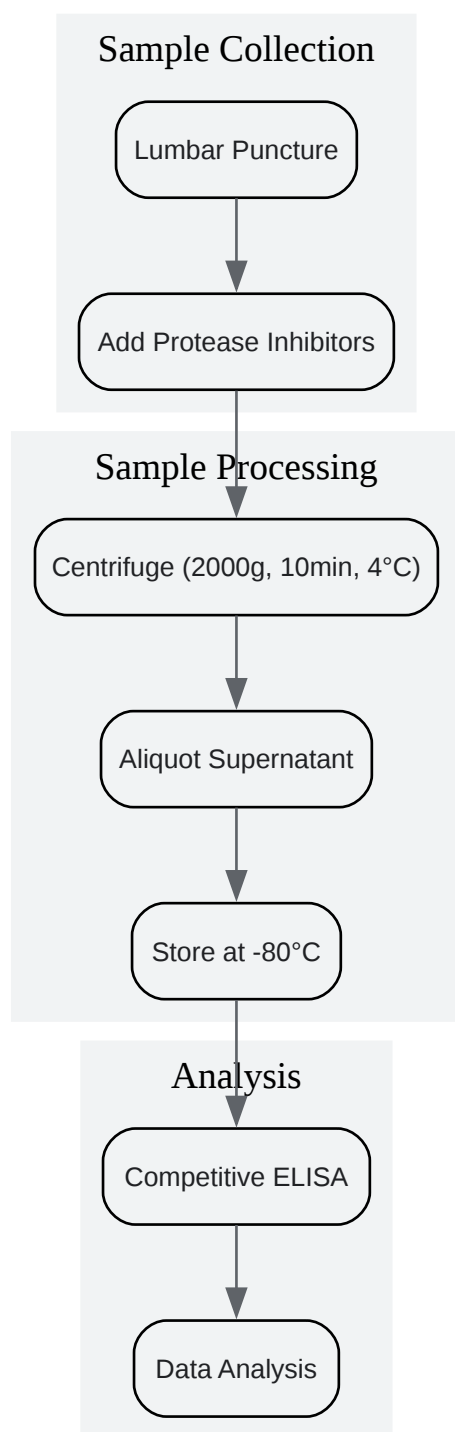 Sample Collection
Lumbar Puncture
Add Protease Inhibitors
Sample Processing
Centrifuge (2000g, 10min, 4°C)
Aliquot Supernatant
Store at -80°C
Analysis
Competitive ELISA
Data Analysis